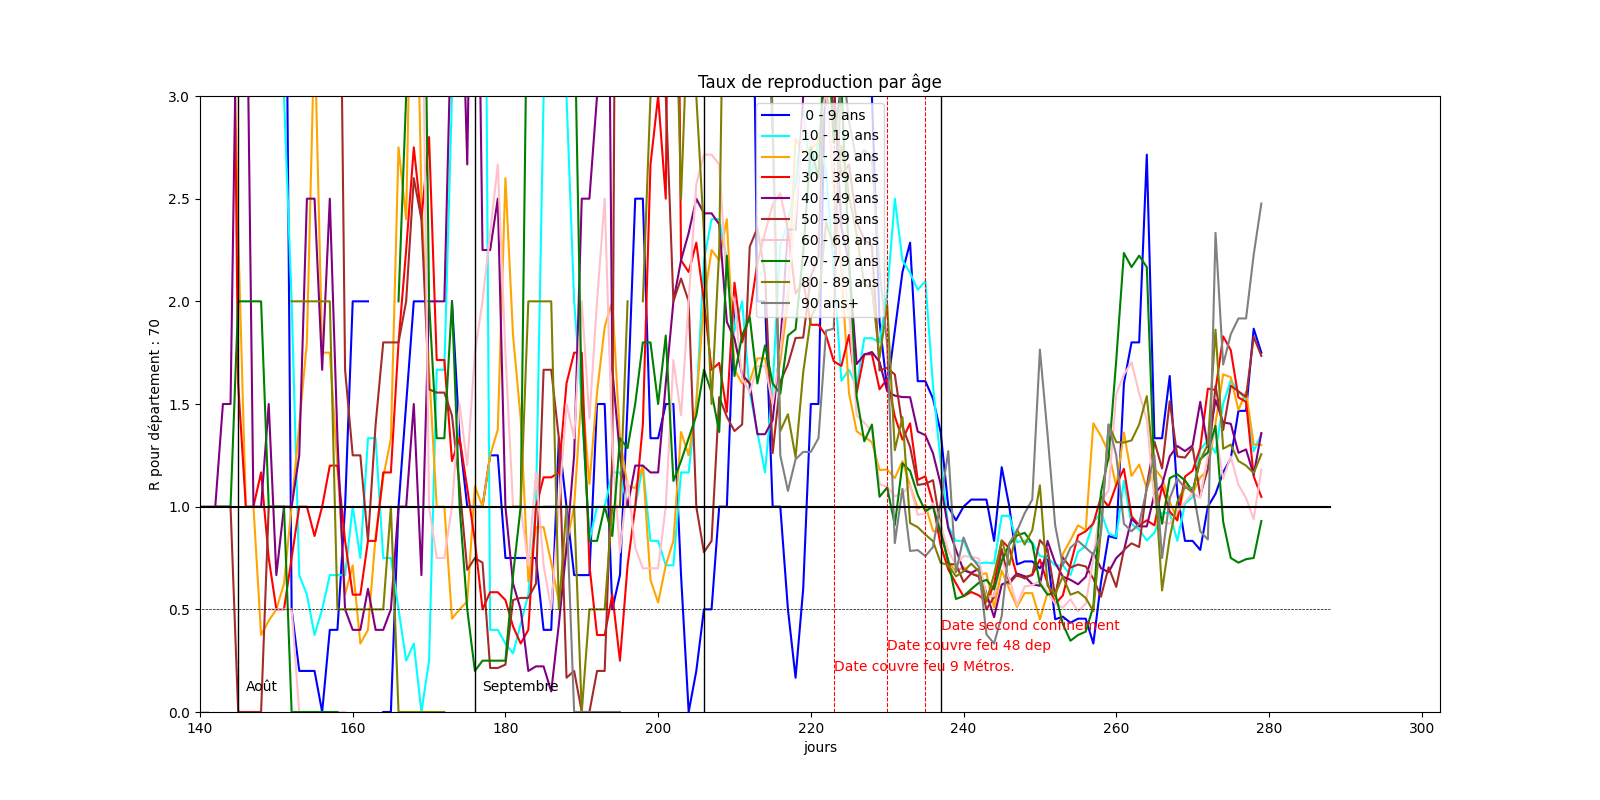 Taux de reproduction par âge
3.0
2.5
2.0
1.5
1.0
0.5
0.0
R pour département : 70
0 - 9 ans
10 - 19 ans
20 - 29 ans
30 - 39 ans
40 - 49 ans
50 - 59 ans
60 - 69 ans
70 - 79 ans
80 - 89 ans
90 ans+
Date second confinement
Date couvre feu 48 dep
Date couvre feu 9 Métros.
Août
Septembre
140
160
180
200
220
240
260
280
300
jours